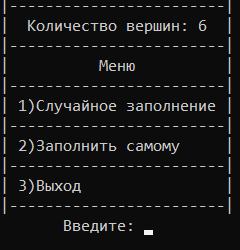 |------------------------|
|  Количество вершин: 6  |
|------------------------|
|          Меню          |
|------------------------|
| 1)Случайное заполнение |
|------------------------|
| 2)Заполнить самому     |
|------------------------|
| 3)Выход                |
|------------------------|
Введите: _